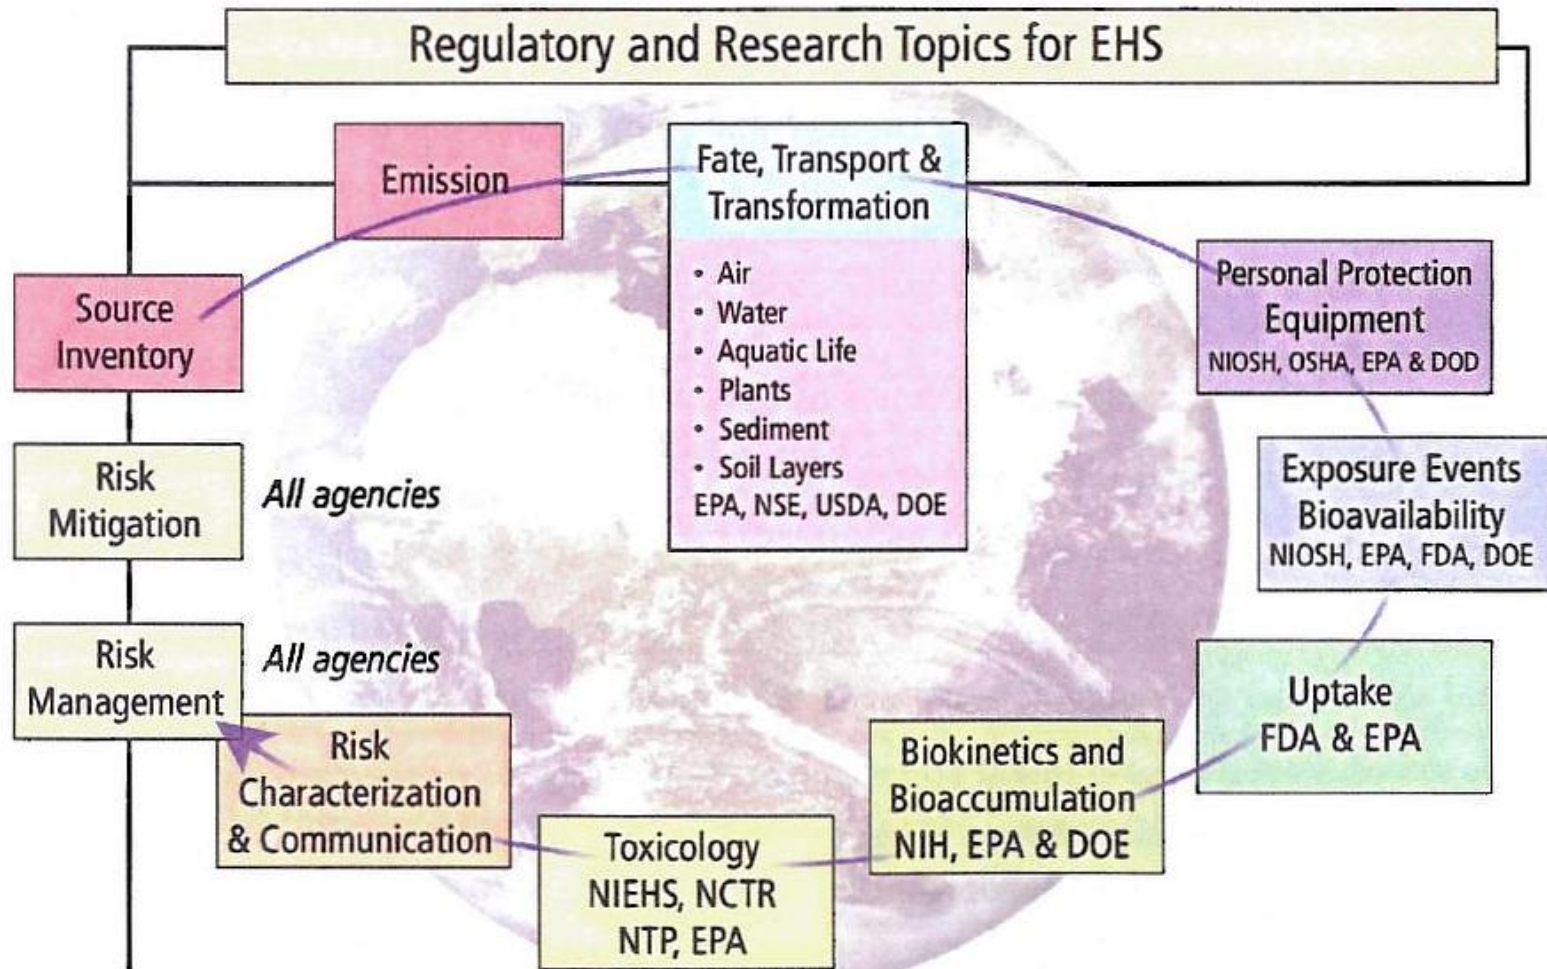 Regulatory and Research Topics for EHS
Emission
Fate, Transport &
Transformation
• Air
• Water
• Aquatic Life
• Plants
• Sediment
• Soil Layers
EPA, NSE, USDA, DOE
Personal Protection
Equipment
NIOSH, OSHA, EPA & DOD
Source
Inventory
Exposure Events
Bioavailability
NIOSH, EPA, FDA, DOE
Risk
Mitigation
All agencies
Risk
Management
All agencies
Uptake
FDA & EPA
Risk
Characterization
& Communication
Biokinetics and
Bioaccumulation
NIH, EPA & DOE
Toxicology
NIEHS, NCTR
NTP, EPA